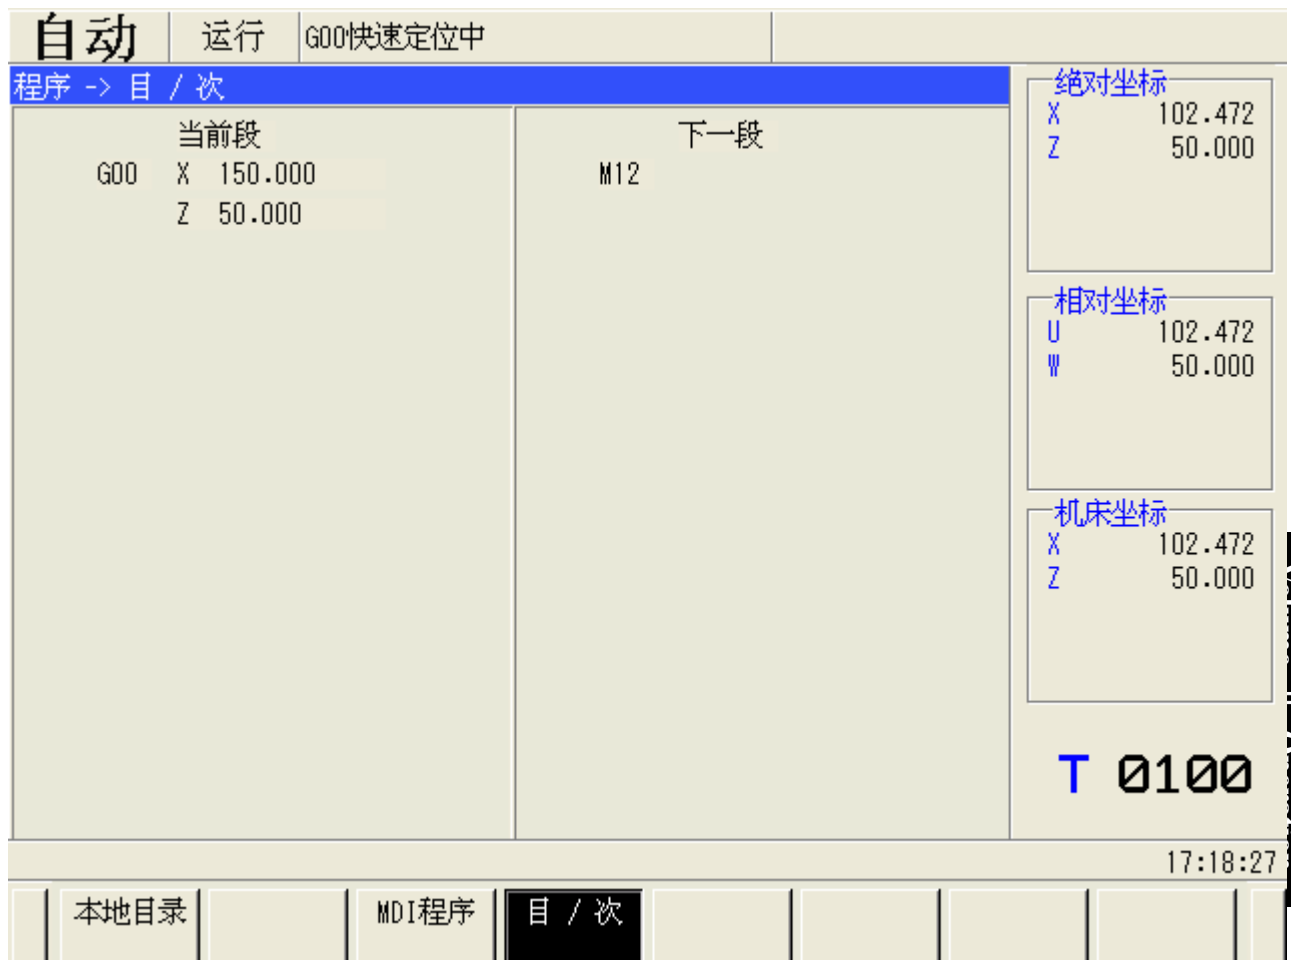 自动 运行 G00快速定位中
程序 -> 目 / 次
当前段
G00 X 150.000
Z 50.000
下一段
M12
绝对坐标
X 102.472
Z 50.000
相对坐标
U 102.472
W 50.000
机床坐标
X 102.472
Z 50.000
T 0100
17:18:27
本地目录 MDI程序 目 / 次